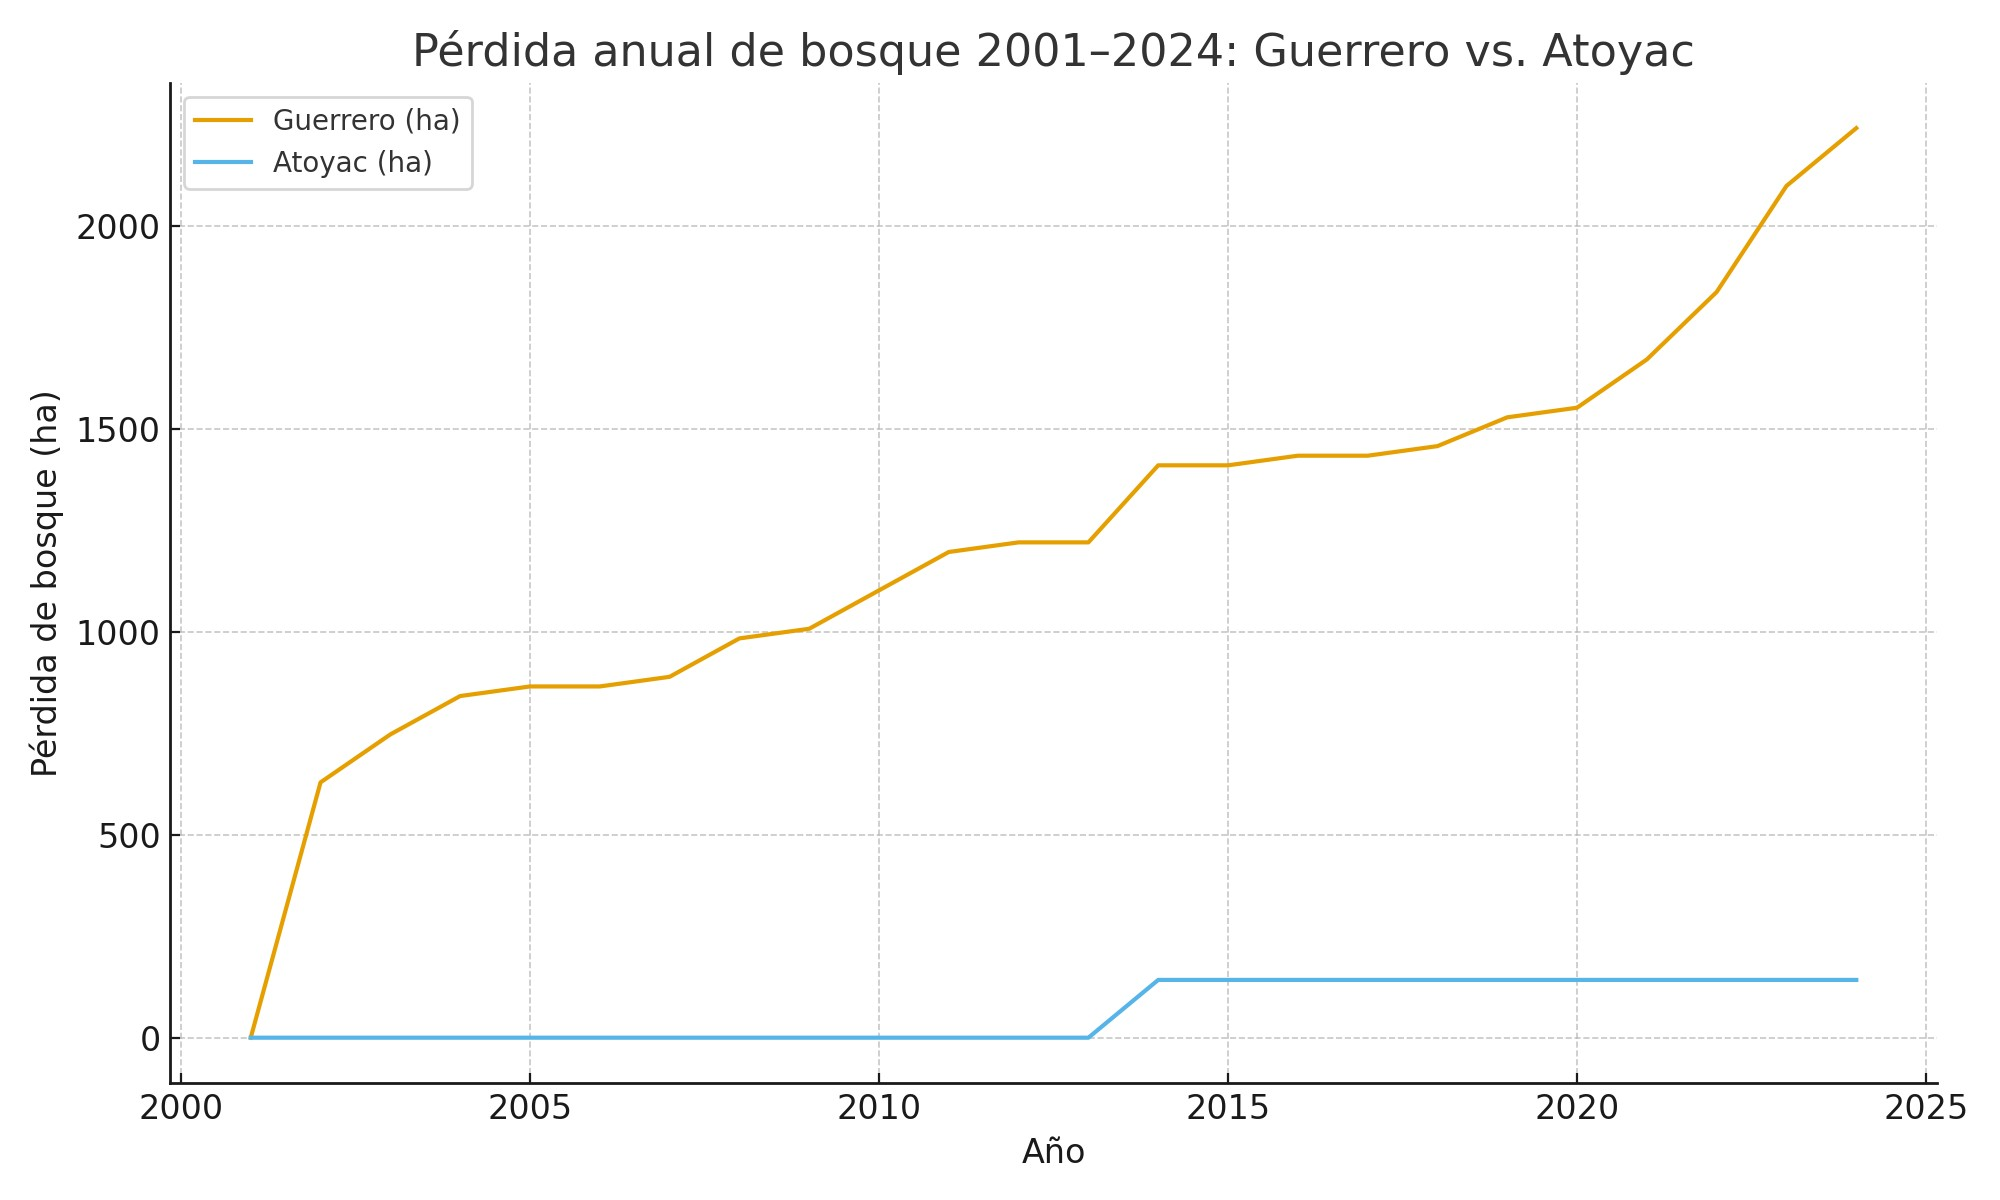 Pérdida anual de bosque 2001–2024: Guerrero vs. Atoyac
Guerrero (ha)
Atoyac (ha)
Pérdida de bosque (ha)
2000
1500
1000
500
0
2000 2005 2010 2015 2020 2025
Año